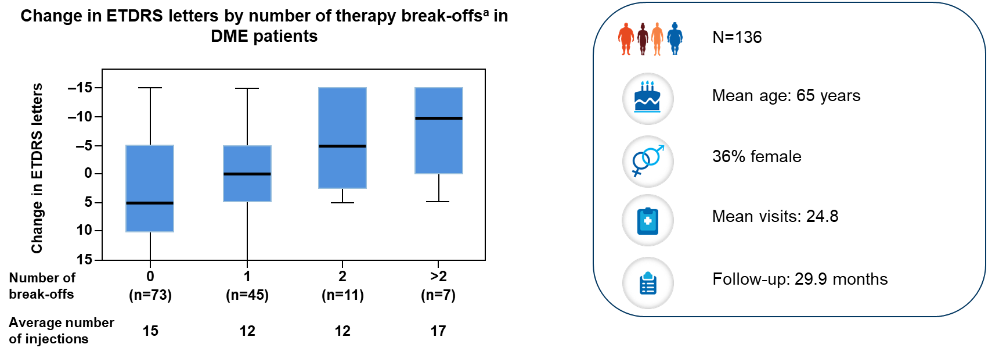 Change in ETDRS letters by number of therapy break-offsᵃ in
DME patients
Change in ETDRS letters
–15
–10
–5
0
5
10
15
Number of
break-offs
0
(n=73)
1
(n=45)
2
(n=11)
>2
(n=7)
Average number
of injections
15
12
12
17
N=136
Mean age: 65 years
36% female
Mean visits: 24.8
Follow-up: 29.9 months